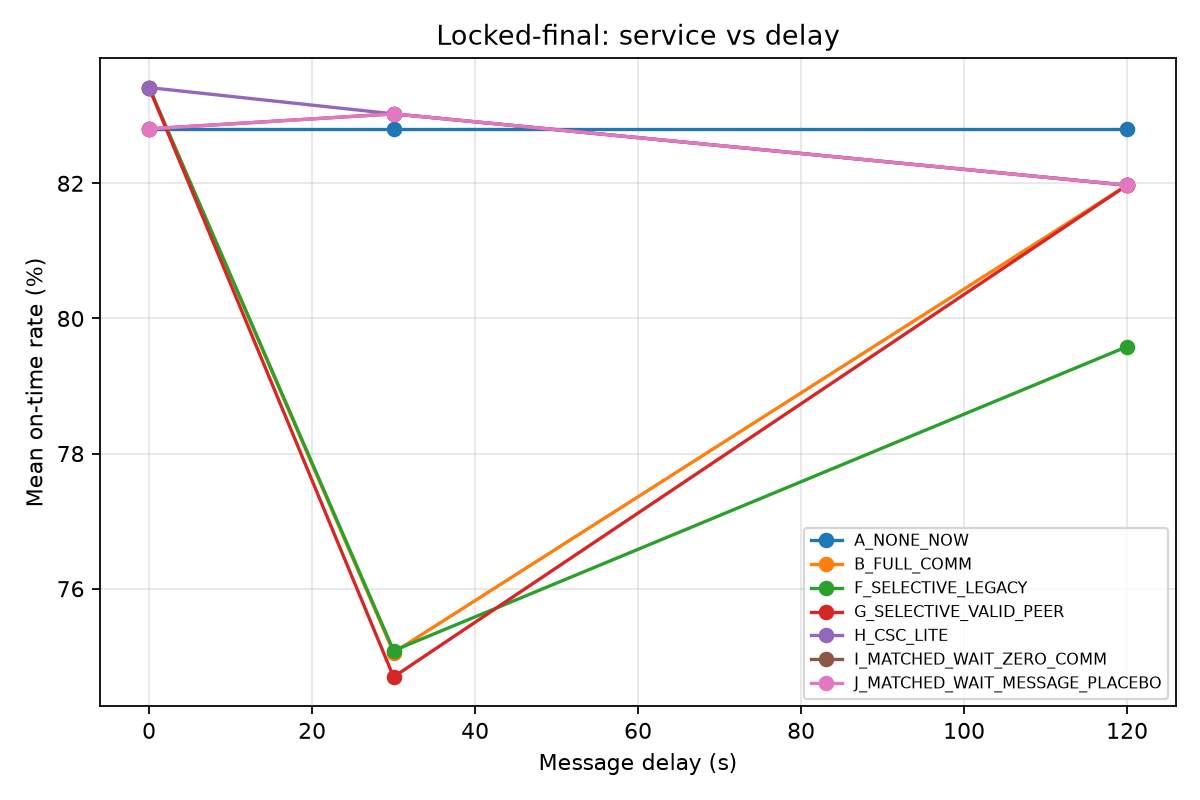 Locked-final: service vs delay
Mean on-time rate (%)
82
80
78
76
0 20 40 60 80 100 120
Message delay (s)
A_NONE_NOW
B_FULL_COMM
F_SELECTIVE_LEGACY
G_SELECTIVE_VALID_PEER
H_CSC_LITE
I_MATCHED_WAIT_ZERO_COMM
J_MATCHED_WAIT_MESSAGE_PLACEBO